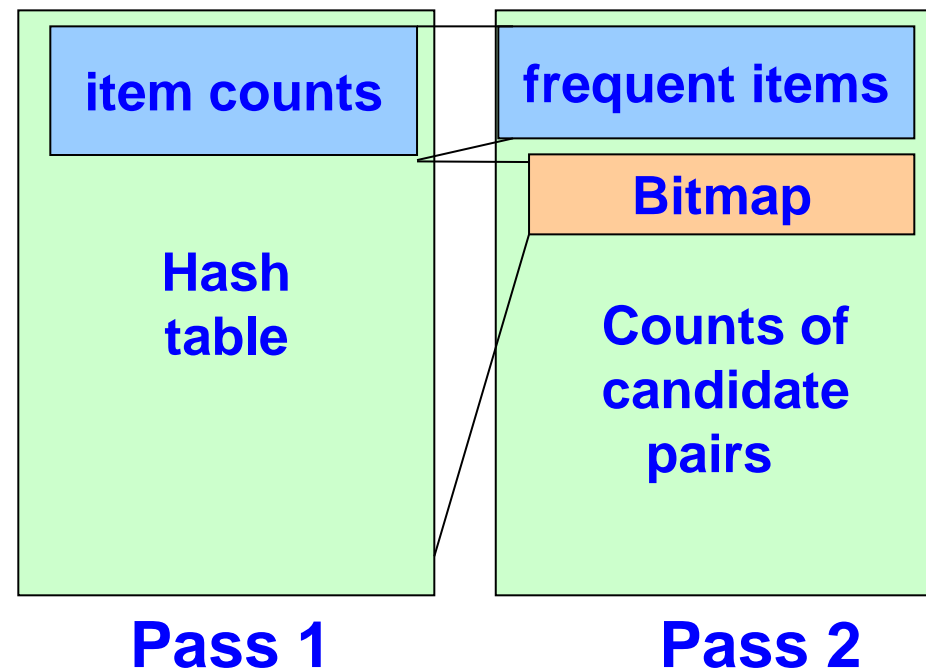 item counts
Hash
table
Pass 1
frequent items
Bitmap
Counts of
candidate
pairs
Pass 2